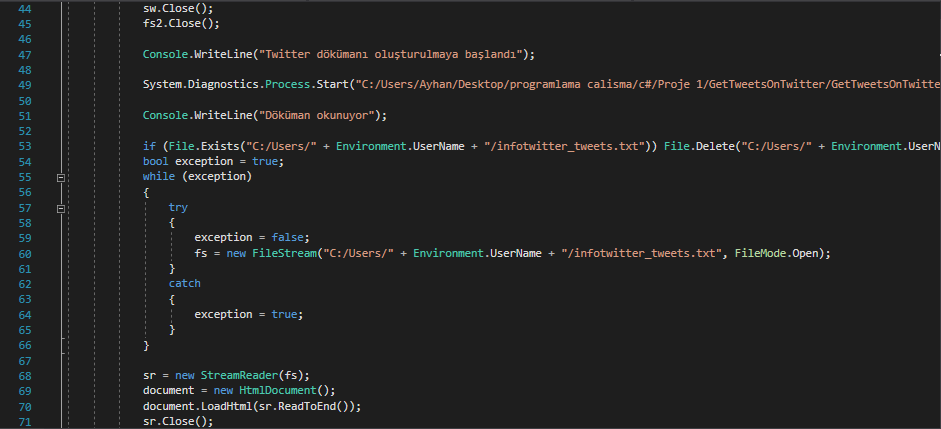 44 sw.Close();
45 fs2.Close();
46
47 Console.WriteLine("Twitter dökümanı oluşturulmaya başlandı");
48
49 System.Diagnostics.Process.Start("C:/Users/Ayhan/Desktop/programlama calisma/c#/Proje 1/GetTweetsOnTwitter/GetTweetsOnTwitte
50
51 Console.WriteLine("Döküman okunuyor");
52
53 if (File.Exists("C:/Users/" + Environment.UserName + "/infotwitter_tweets.txt")) File.Delete("C:/Users/" + Environment.UserN
54 bool exception = true;
55 while (exception)
56 {
57 try
58 {
59 exception = false;
60 fs = new FileStream("C:/Users/" + Environment.UserName + "/infotwitter_tweets.txt", FileMode.Open);
61 }
62 catch
63 {
64 exception = true;
65 }
66 }
67
68 sr = new StreamReader(fs);
69 document = new HtmlDocument();
70 document.LoadHtml(sr.ReadToEnd());
71 sr.Close();